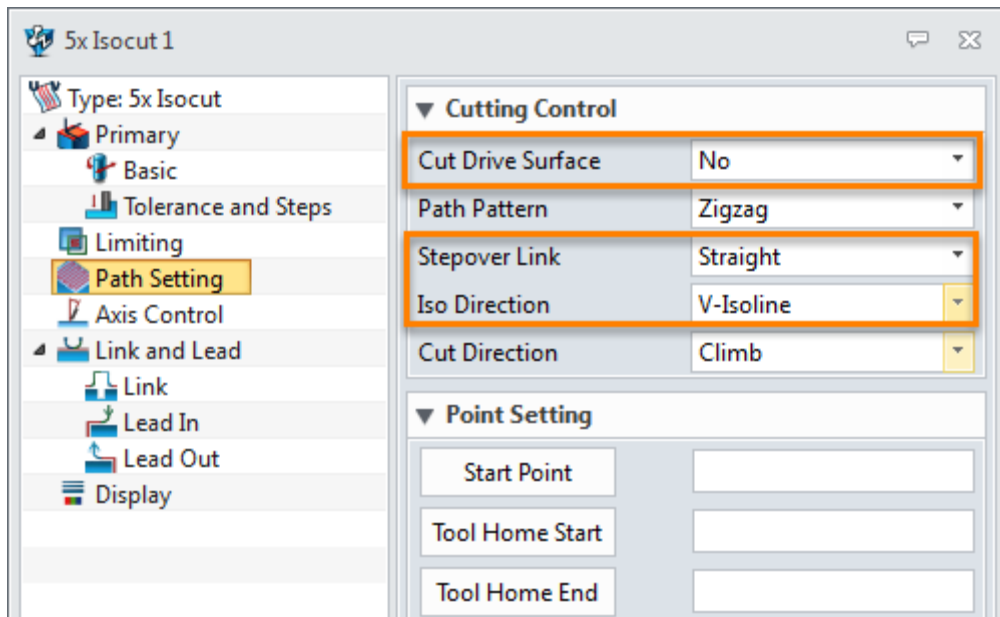 5x Isocut 1
Type: 5x Isocut
Primary
Basic
Tolerance and Steps
Limiting
Path Setting
Axis Control
Link and Lead
Link
Lead In
Lead Out
Display
Cutting Control
Cut Drive Surface No
Path Pattern Zigzag
Stepover Link Straight
Iso Direction V-Isoline
Cut Direction Climb
Point Setting
Start Point
Tool Home Start
Tool Home End